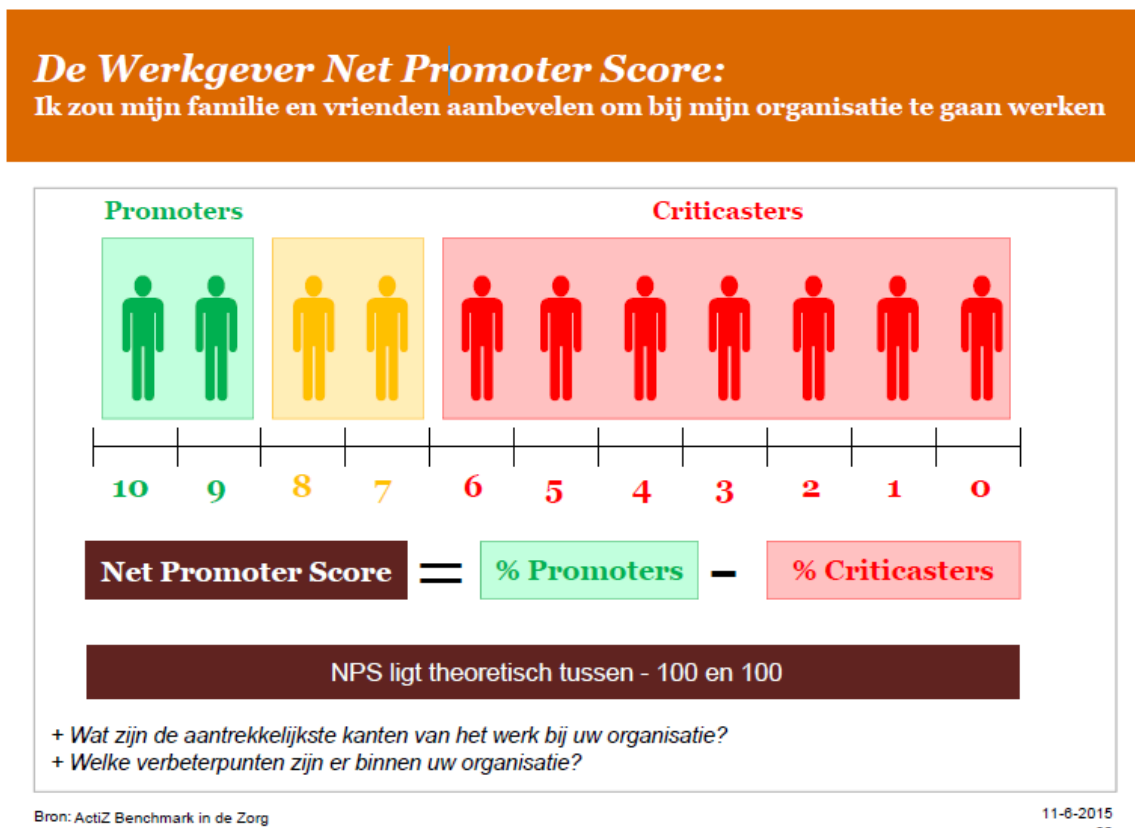 De Werkgever Net Promoter Score:
Ik zou mijn familie en vrienden aanbevelen om bij mijn organisatie te gaan werken
Promoters
Criticasters
10 9 8 7 6 5 4 3 2 1 0
Net Promoter Score = % Promoters - % Criticasters
NPS ligt theoretisch tussen - 100 en 100
+ Wat zijn de aantrekkelijkste kanten van het werk bij uw organisatie?
+ Welke verbeterpunten zijn er binnen uw organisatie?
Bron: ActiZ Benchmark in de Zorg
11-6-2015